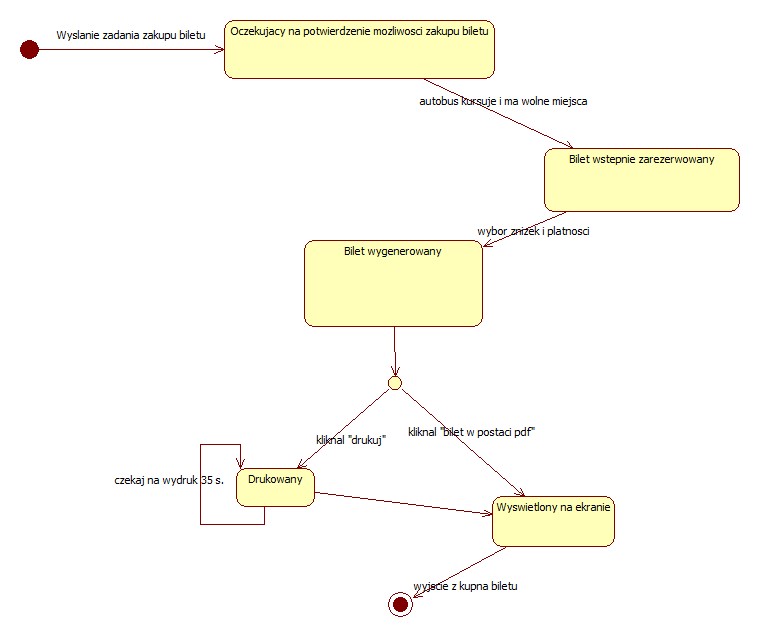 Wyslanie zadania zakupu biletu
Oczekujacy na potwierdzenie mozliwosci zakupu biletu
autobus kursuje i ma wolne miejsca
Bilet wstepnie zarezerwowany
wybor znizek i platnosci
Bilet wygenerowany
kliknal "drukuj"
kliknal "bilet w postaci pdf"
czekaj na wydruk 35 s.
Drukowany
Wyswietlony na ekranie
wyjscie z kupna biletu